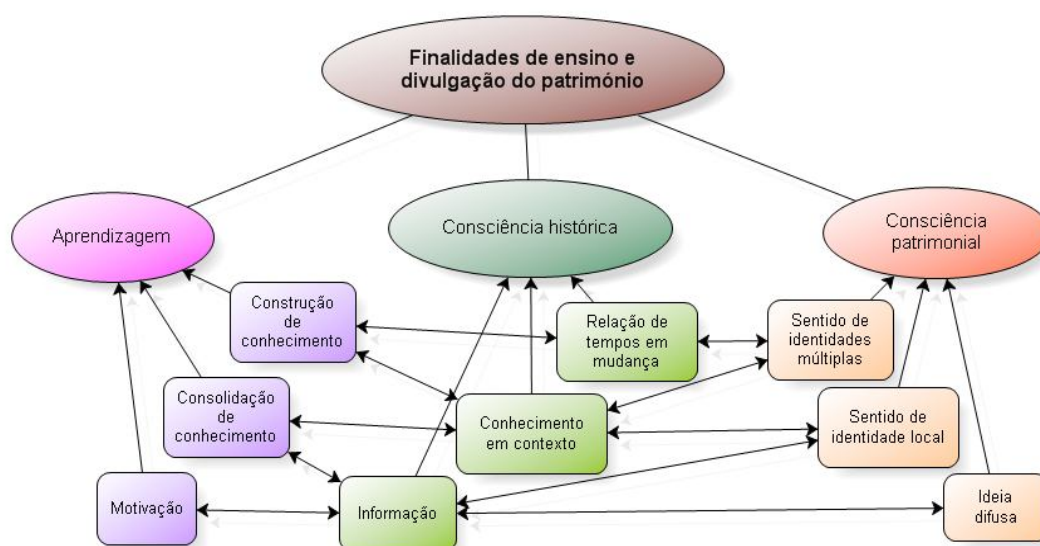 Finalidades de ensino e
divulgação do património
Aprendizagem
Consciência histórica
Consciência
patrimonial
Construção
de
conhecimento
Relação de
tempos em
mudança
Sentido de
identidades
múltiplas
Consolidação
de
conhecimento
Conhecimento
em contexto
Sentido de
identidade local
Motivação
Informação
Ideia
difusa